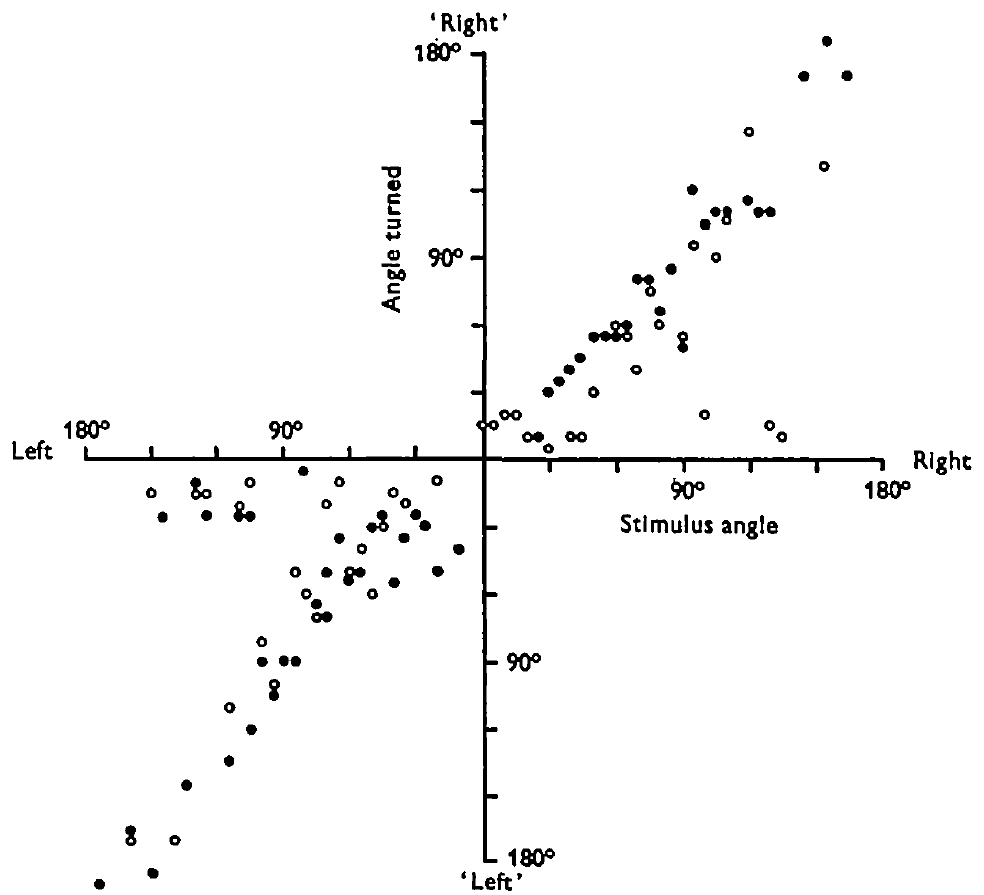 ‘Right’
180°
Angle turned
90°
180°
90°
Left
Right
90°
180°
Stimulus angle
90°
180°
‘Left’